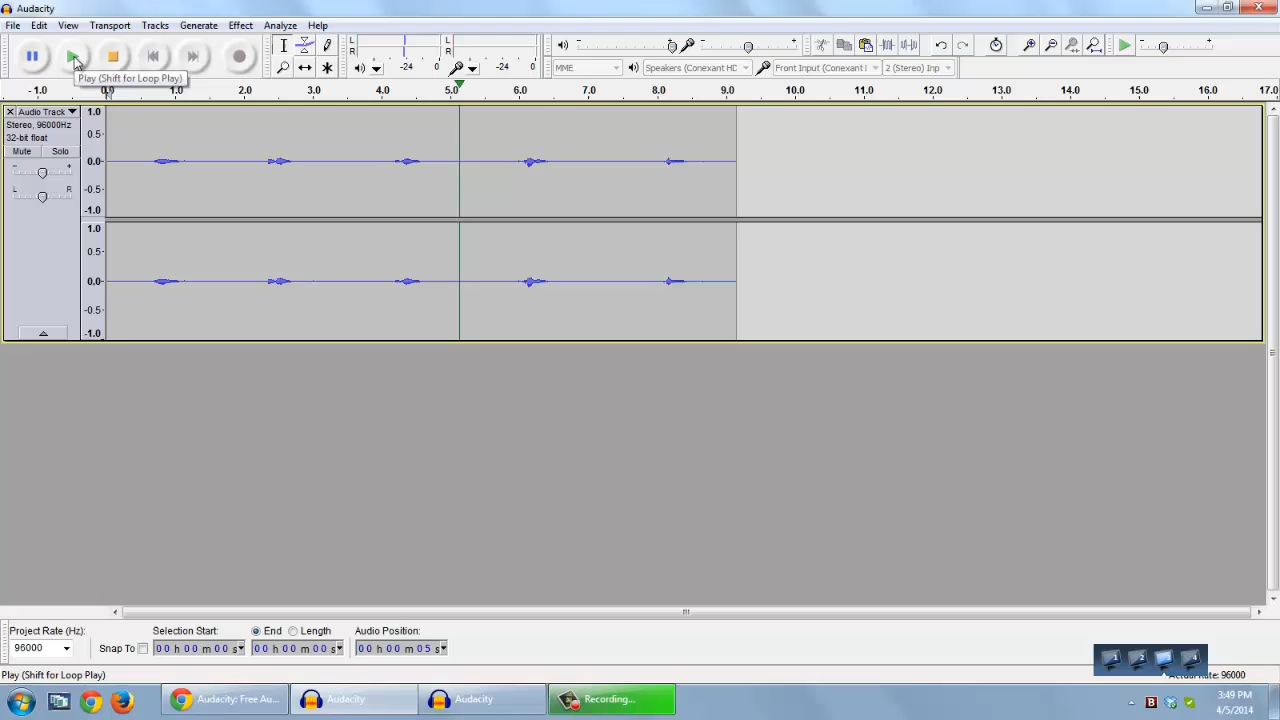 Audacity
File Edit View Transport Tracks Generate Effect Analyze Help
L R -24 0 L R -24 0
MME Speakers (Conexant HD Front Input (Conexant I 2 (Stereo) Inp
Play (Shift for Loop Play)
-1.0 0.0 1.0 2.0 3.0 4.0 5.0 6.0 7.0 8.0 9.0 10.0 11.0 12.0 13.0 14.0 15.0 16.0 17.0
Audio Track 1.0
Stereo, 96000Hz
32-bit float 0.5
Mute Solo
0.0
- +
L R -0.5
-1.0
1.0
0.5
0.0
-0.5
-1.0
Project Rate (Hz): Selection Start: End Length Audio Position:
96000 Snap To 00 h 00 m 00 s 00 h 00 m 00 s 00 h 00 m 05 s
1 2 4
Play (Shift for Loop Play) Actual Rate: 96000
Audacity: Free Au... Audacity Audacity Recording...
3:49 PM
4/5/2014